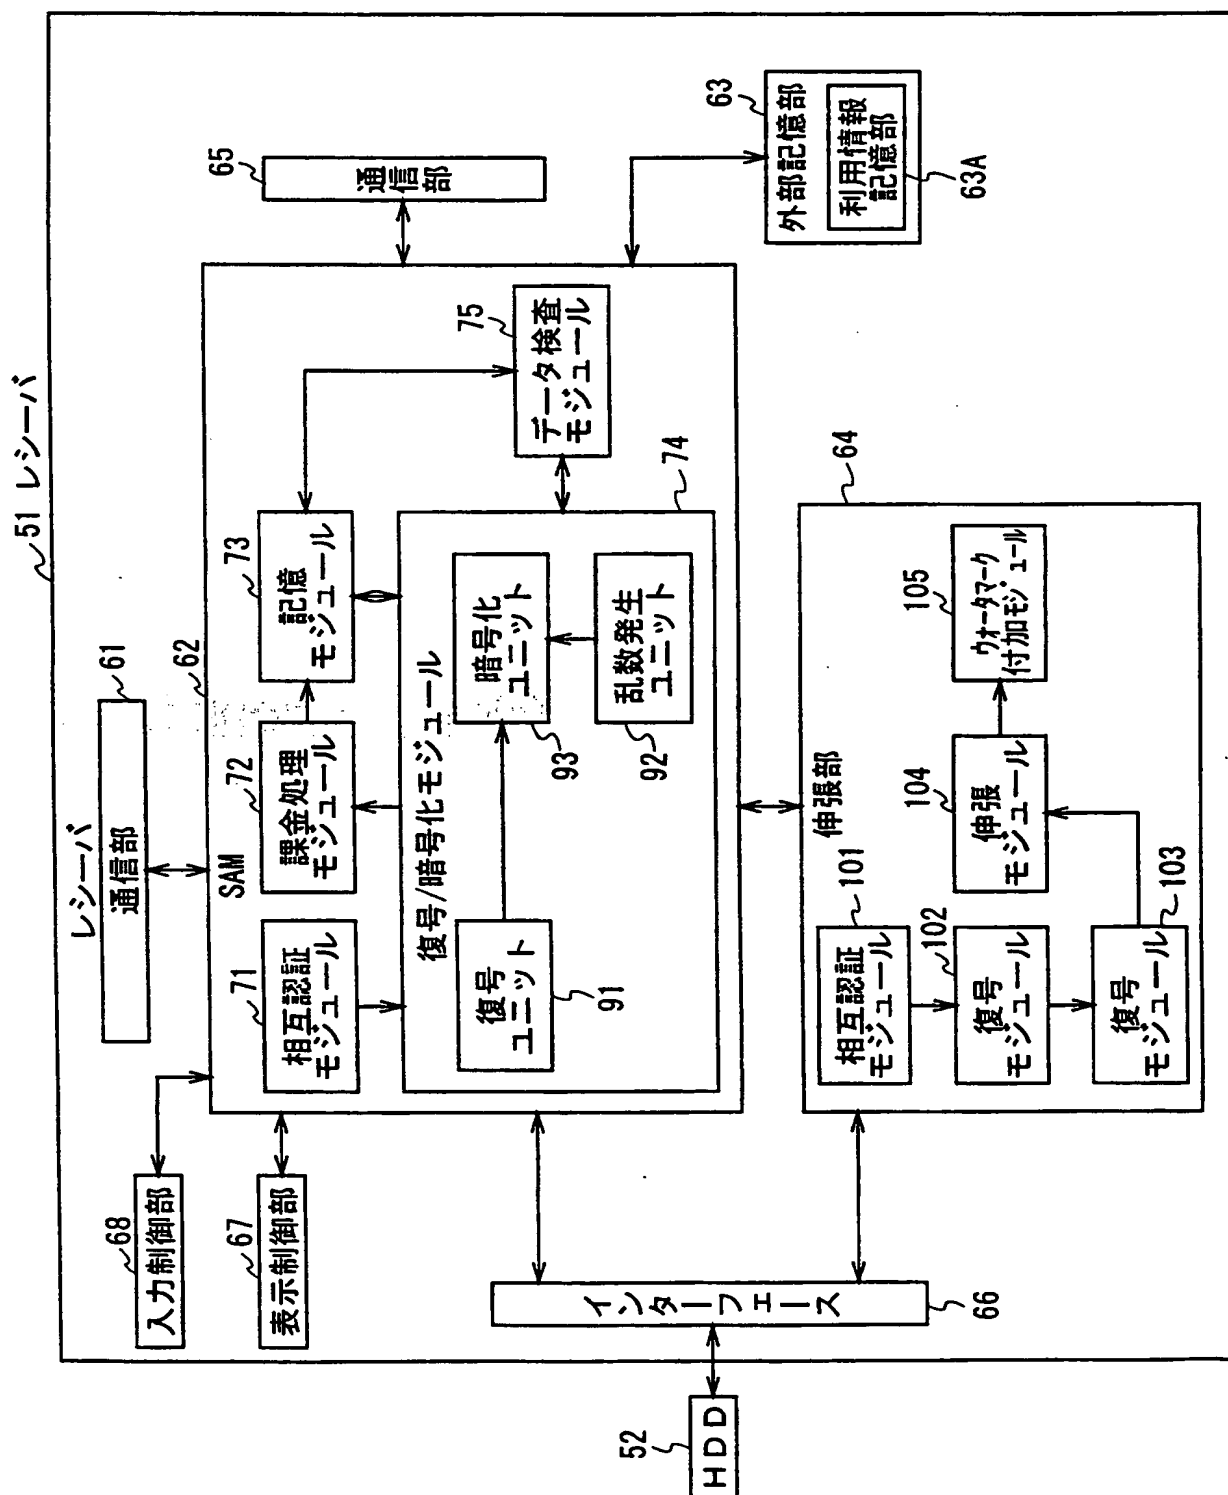 51 レシーバ
レシーバ
61
通信部
62
SAM
68
入力制御部
67
表示制御部
71
相互認証
モジュール
72
課金処理
モジュール
73
記憶
モジュール
75
データ検査
モジュール
65
通信部
63
外部記憶部
利用情報
記憶部
63A
74
復号/暗号化モジュール
復号
ユニット
91
暗号化
ユニット
93
乱数発生
ユニット
92
64
伸張部
101
相互認証
モジュール
102
復号
モジュール
復号
モジュール
103
104
伸張
モジュール
105
ウォータマーク
付加モジュール
インターフェース
66
52
HDD